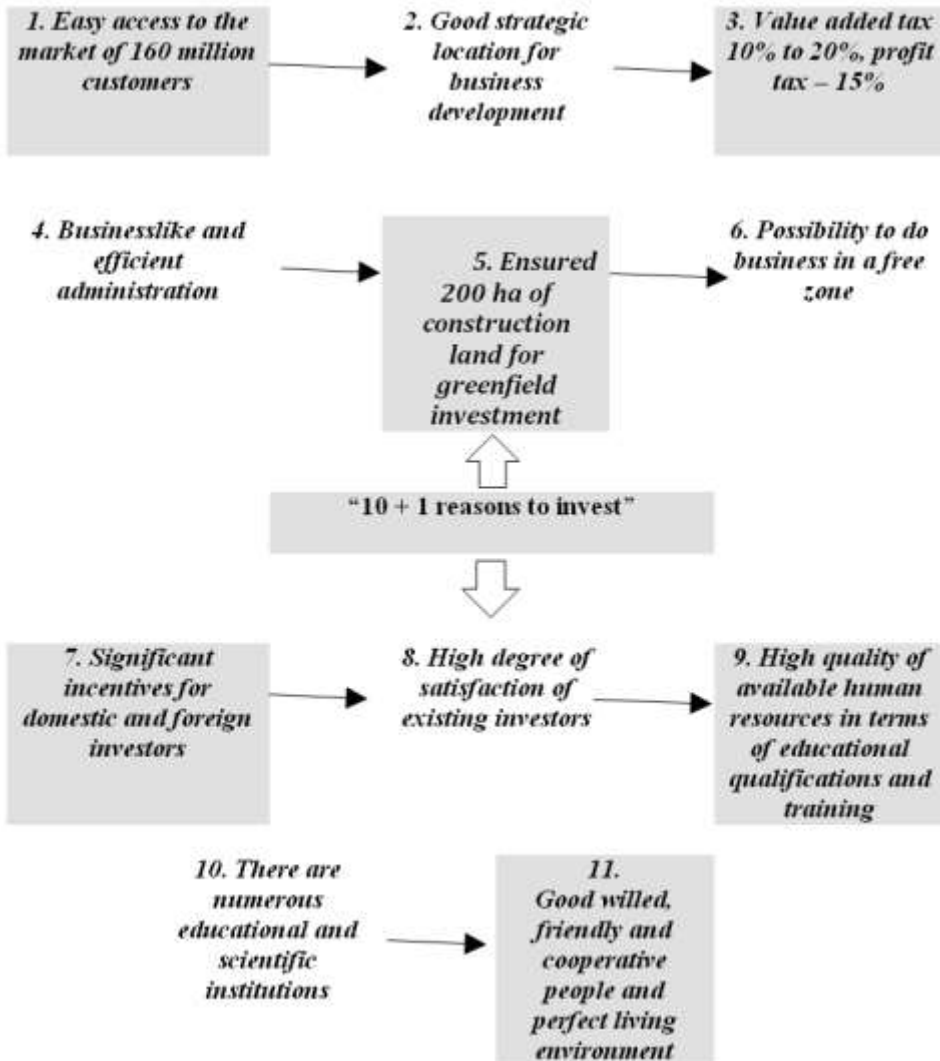 1. Easy access to the
market of 160 million
customers
2. Good strategic
location for
business
development
3. Value added tax
10% to 20%, profit
tax – 15%
4. Businesslike and
efficient
administration
5. Ensured
200 ha of
construction
land for
greenfield
investment
6. Possibility to do
business in a free
zone
“10 + 1 reasons to invest”
7. Significant
incentives for
domestic and foreign
investors
8. High degree of
satisfaction of
existing investors
9. High quality of
available human
resources in terms
of educational
qualifications and
training
10. There are
numerous
educational and
scientific
institutions
11.
Good willed,
friendly and
cooperative
people and
perfect living
environment